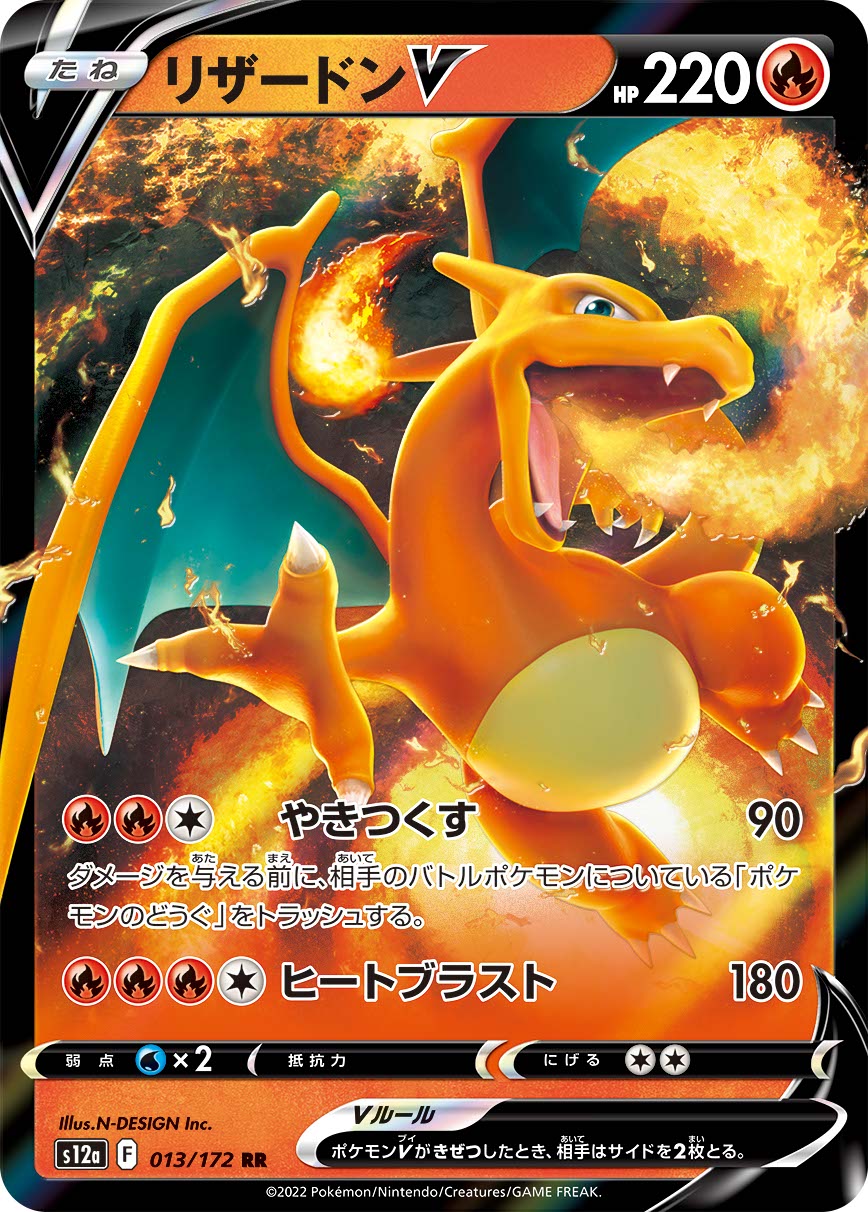 たね リザードンV HP 220
やきつくす 90
ダメージを与える前に、相手のバトルポケモンについている「ポケ
モンのどうぐ」をトラッシュする。
ヒートブラスト 180
弱点 ×2 抵抗力 にげる
Illus.N-DESIGN Inc.
Vルール
ポケモンVがきぜつしたとき、相手はサイドを2枚とる。
s12a F 013/172 RR
©2022 Pokémon/Nintendo/Creatures/GAME FREAK.